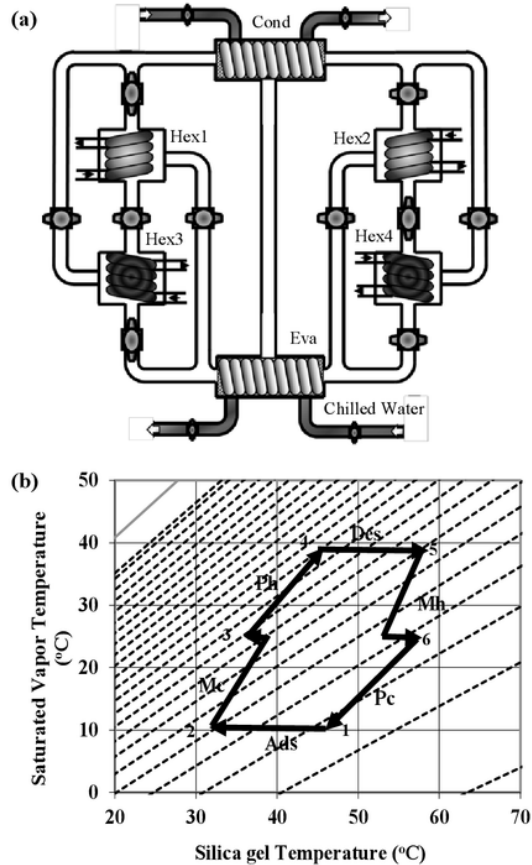 (a)
Cond
Hex1
Hex2
Hex3
Hex4
Eva
Chilled Water
(b)
50
40
30
20
10
0
Saturated Vapor Temperature
(°C)
4
Des
5
Ph
Mh
3
6
Mc
Pc
2
Ads
1
20
30
40
50
60
70
Silica gel Temperature (°C)